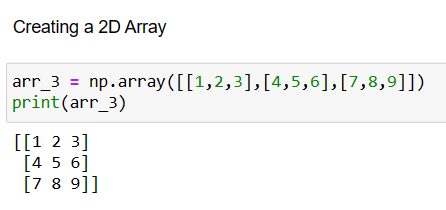 Creating a 2D Array
arr_3 = np.array([[1,2,3],[4,5,6],[7,8,9]])
print(arr_3)
[[1 2 3]
 [4 5 6]
 [7 8 9]]